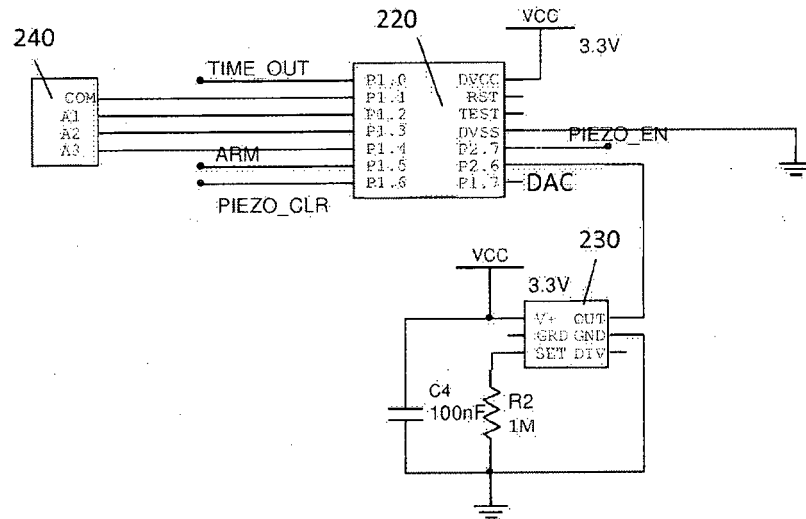 240
COM
A1
A2
A3
TIME_OUT
ARM
PIEZO_CLR
220
P1.0
P1.1
P1.2
P1.3
P1.4
P1.5
P1.6
DVCC
RST
TEST
DVSS
P2.7
P2.6
P1.7
VCC
3.3V
PIEZO_EN
DAC
VCC
3.3V
230
V+ OUT
GRD GND
SET DIV
C4
100nF
R2
1M